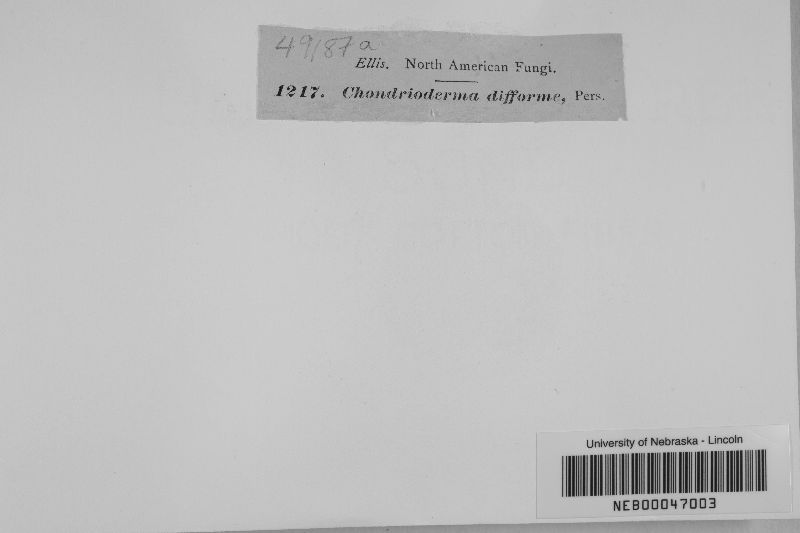 49187a
Ellis. North American Fungi.
1217. Chondrioderma difforme, Pers.
University of Nebraska - Lincoln
NEB00047003